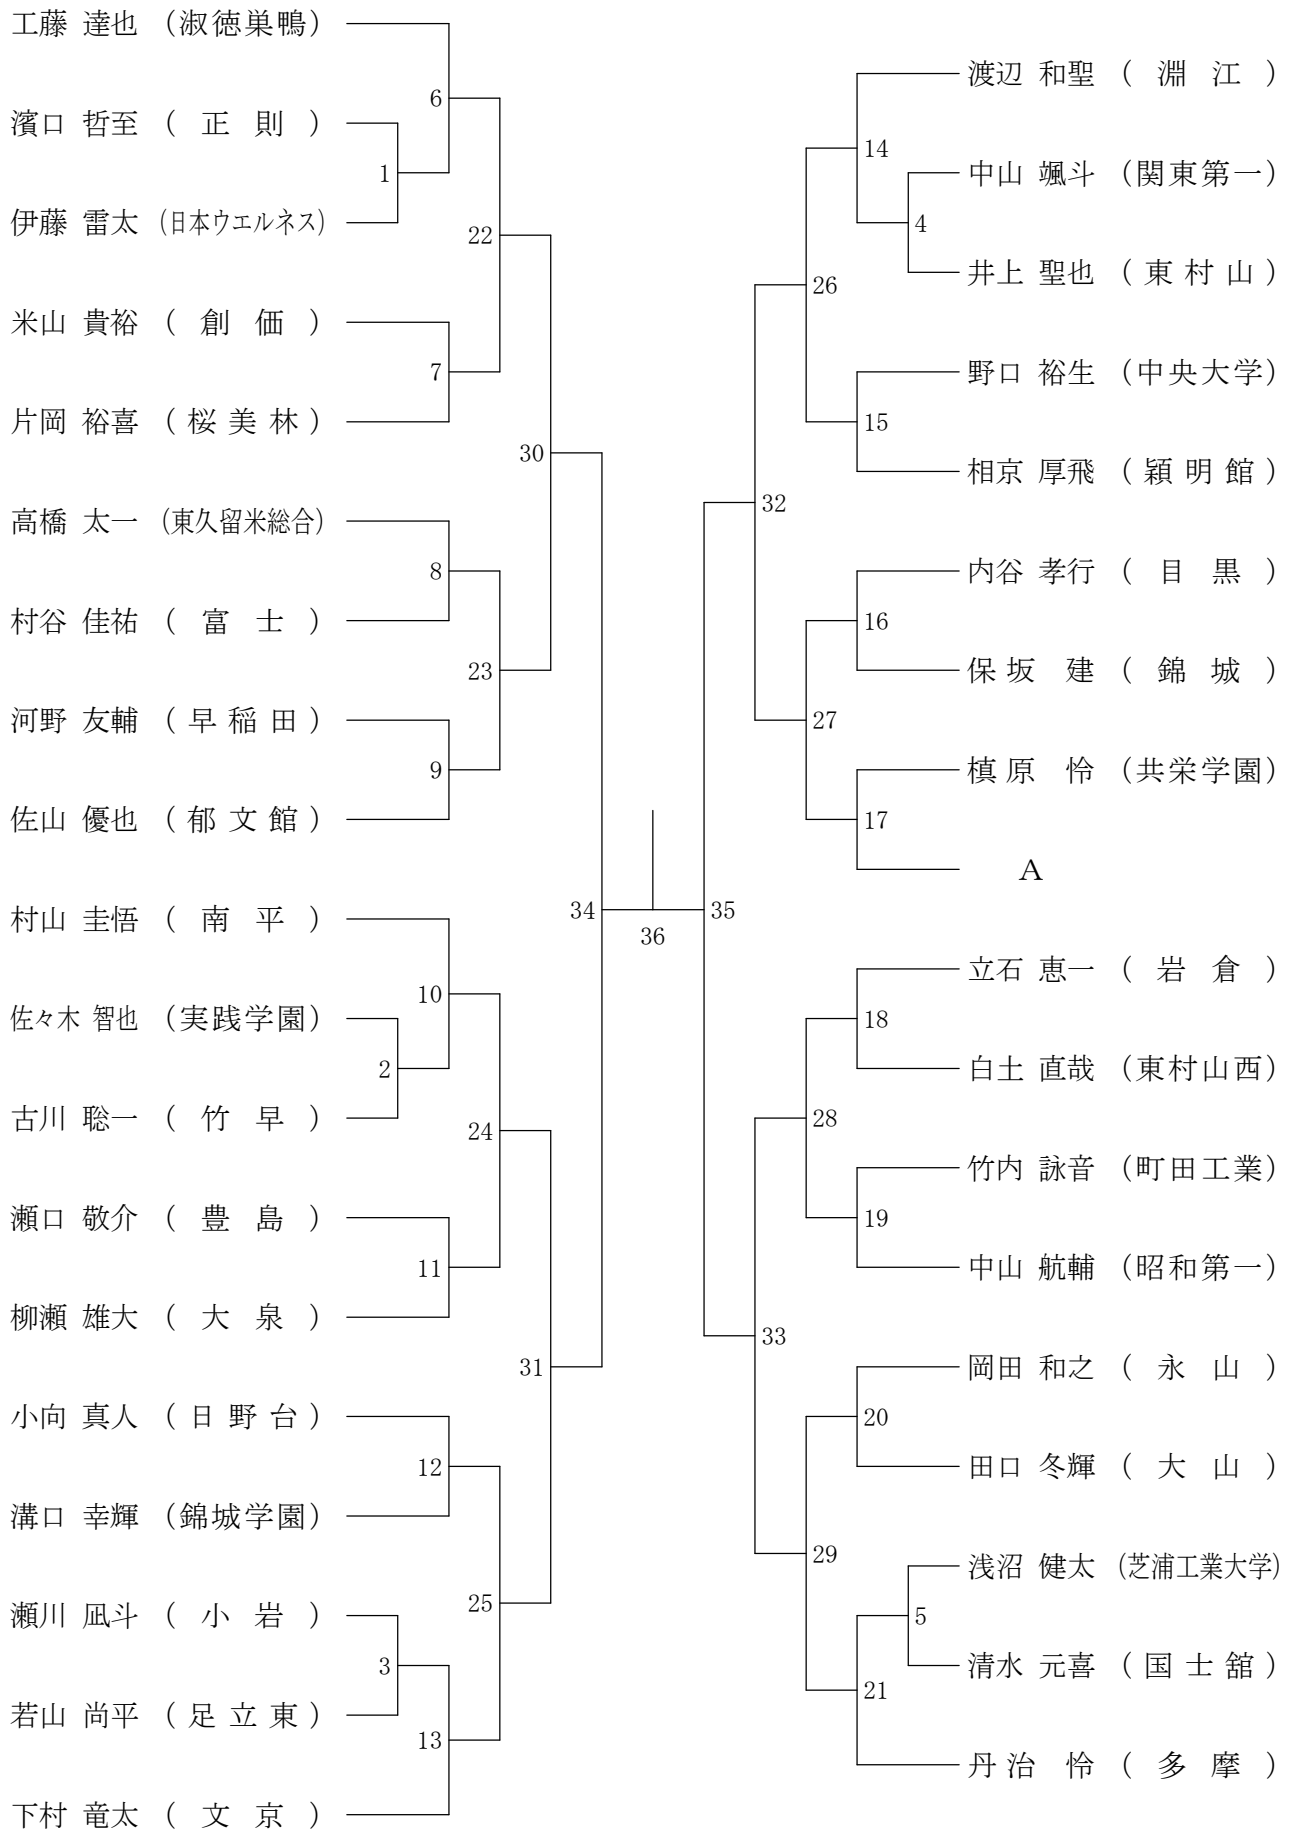 工藤 達也 (淑徳巣鴨)
6
濱口 哲至 (正則)
1
伊藤 雷太 (日本ウエルネス)
22
米山 貴裕 (創価)
7
片岡 裕喜 (桜美林)
30
高橋 太一 (東久留米総合)
8
村谷 佳祐 (富士)
23
河野 友輔 (早稲田)
9
佐山 優也 (郁文館)
34
村山 圭悟 (南平)
10
佐々木 智也 (実践学園)
2
古川 聡一 (竹早)
24
瀬口 敬介 (豊島)
11
柳瀬 雄大 (大泉)
31
小向 真人 (日野台)
12
溝口 幸輝 (錦城学園)
25
瀬川 凪斗 (小岩)
3
若山 尚平 (足立東)
13
下村 竜太 (文京)
36
渡辺 和聖 (淵江)
14
中山 颯斗 (関東第一)
4
井上 聖也 (東村山)
26
野口 裕生 (中央大学)
15
相京 厚飛 (穎明館)
32
内谷 孝行 (目黒)
16
保坂 建 (錦城)
27
槙原 怜 (共栄学園)
17
A
35
立石 恵一 (岩倉)
18
白土 直哉 (東村山西)
28
竹内 詠音 (町田工業)
19
中山 航輔 (昭和第一)
33
岡田 和之 (永山)
20
田口 冬輝 (大山)
29
浅沼 健太 (芝浦工業大学)
5
清水 元喜 (国士舘)
21
丹治 怜 (多摩)